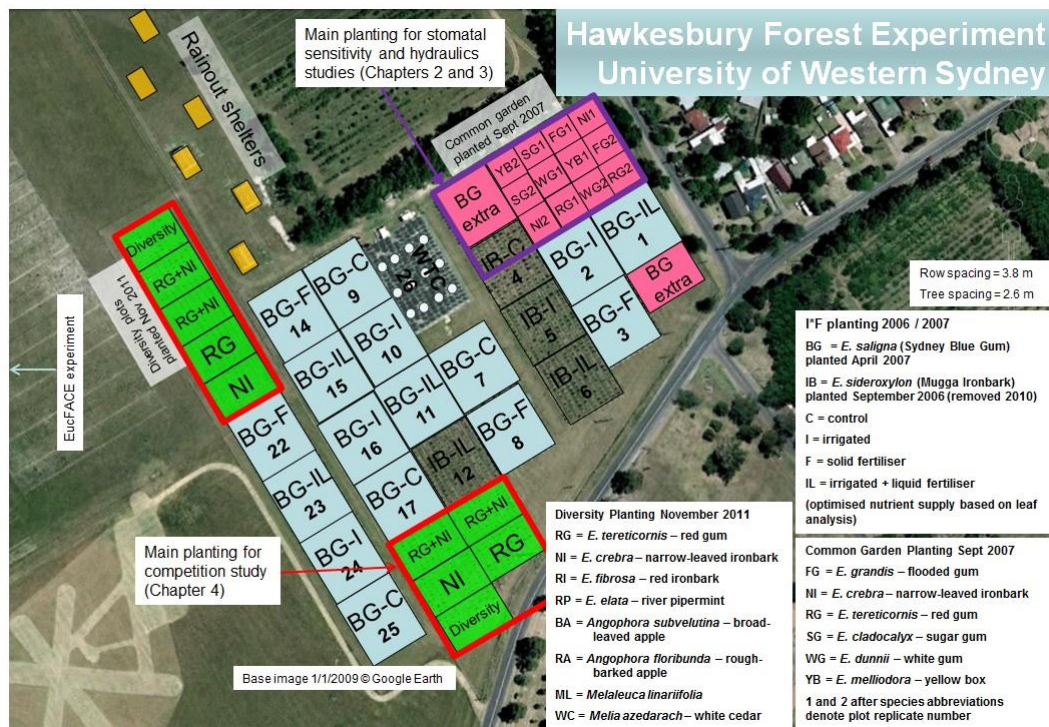 Hawkesbury Forest Experiment
University of Western Sydney
Main planting for
stomatal
sensitivity and hydraulics
studies (Chapters 2 and 3)
Rainout shelters
Common garden
planted Sept 2007
BG
extra
YB2
SG1
FG1
NI1
SG2
WG1
YB1
FG2
NI2
RG1
WG2
RG2
IB-C
4
BG-I
2
BG-IL
1
IB-I
5
BG-F
3
BG
extra
IB-IL
6
WTC
26
Diversity
RG+NI
RG+NI
RG
NI
Diversity plots
planted Nov 2011
EucFACE experiment
BG-F
14
BG-C
9
BG-IL
15
BG-I
10
BG-I
16
BG-IL
11
BG-C
7
BG-C
17
IB-IL
12
BG-F
8
BG-F
22
BG-IL
23
BG-I
24
BG-C
25
RG+NI
RG+NI
NI
RG
Diversity
Main planting for
competition study
(Chapter 4)
Base image 1/1/2009 © Google Earth
Row spacing = 3.8 m
Tree spacing = 2.6 m
I*F planting 2006 / 2007
BG = E. saligna (Sydney Blue Gum)
planted April 2007
IB = E. sideroxylon (Mugga Ironbark)
planted September 2006 (removed 2010)
C = control
I = irrigated
F = solid fertiliser
IL = irrigated + liquid fertiliser
(optimised nutrient supply based on leaf
analysis)
Diversity Planting November 2011
RG = E. tereticornis – red gum
NI = E. crebra – narrow-leaved ironbark
RI = E. fibrosa – red ironbark
RP = E. elata – river pipermint
BA = Angophora subvelutina – broad-
leaved apple
RA = Angophora floribunda – rough-
barked apple
ML = Melaleuca linariifolia
WC = Melia azedarach – white cedar
Common Garden Planting Sept 2007
FG = E. grandis – flooded gum
NI = E. crebra – narrow-leaved ironbark
RG = E. tereticornis – red gum
SG = E. cladocalyx – sugar gum
WG = E. dunnii – white gum
YB = E. melliodora – yellow box
1 and 2 after species abbreviations
denote plot replicate number